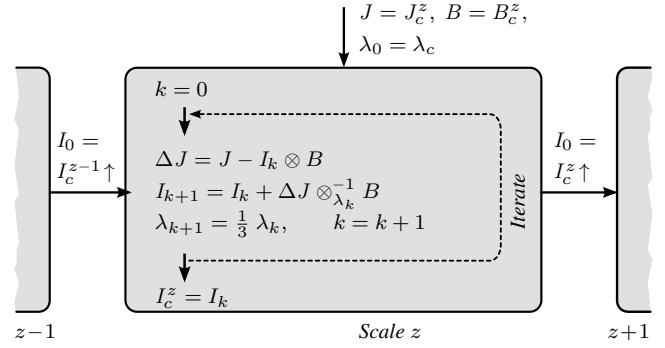 J = J_c^z, B = B_c^z,
λ_0 = λ_c
k = 0
I_0 =
I_c^{z−1}↑
ΔJ = J − I_k ⊗ B
I_{k+1} = I_k + ΔJ ⊗_{λ_k}^{−1} B
λ_{k+1} = 1/3 λ_k, k = k + 1
Iterate
I_0 =
I_c^z↑
I_c^z = I_k
z−1
Scale z
z+1